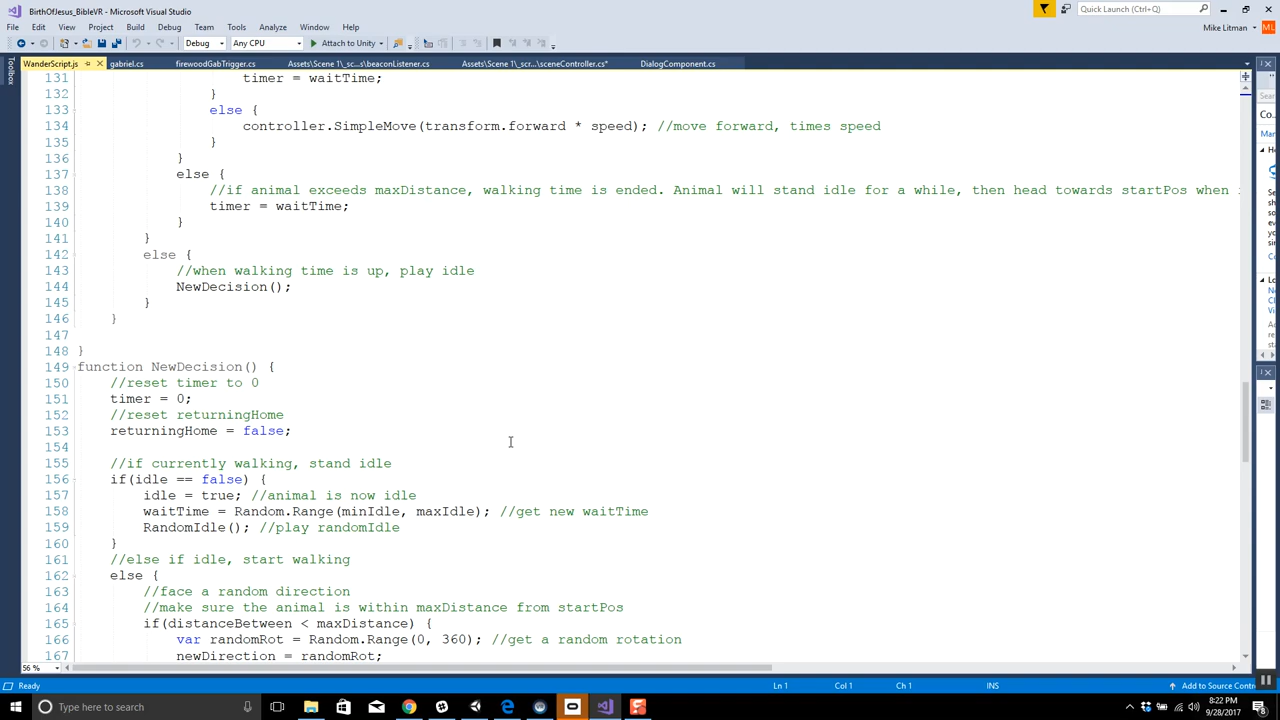 BirthOfJesus_BibleVR - Microsoft Visual Studio
Quick Launch (Ctrl+Q)
File Edit View Project Build Debug Team Tools Analyze Window Help
Mike Litman ML
Debug Any CPU Attach to Unity
Toolbox
WanderScript.js gabriel.cs firewoodGabTrigger.cs Assets\Scene 1\_sc...s\beaconListener.cs Assets\Scene 1\_scr...s\sceneController.cs* DialogComponent.cs
131 timer = waitTime;
132 }
133 else {
134 controller.SimpleMove(transform.forward * speed); //move forward, times speed
135 }
136 }
137 else {
138 //if animal exceeds maxDistance, walking time is ended. Animal will stand idle for a while, then head towards startPos when
139 timer = waitTime;
140 }
141 }
142 else {
143 //when walking time is up, play idle
144 NewDecision();
145 }
146 }
147
148 }
149 function NewDecision() {
150 //reset timer to 0
151 timer = 0;
152 //reset returningHome
153 returningHome = false;
154
155 //if currently walking, stand idle
156 if(idle == false) {
157 idle = true; //animal is now idle
158 waitTime = Random.Range(minIdle, maxIdle); //get new waitTime
159 RandomIdle(); //play randomIdle
160 }
161 //else if idle, start walking
162 else {
163 //face a random direction
164 //make sure the animal is within maxDistance from startPos
165 if(distanceBetween < maxDistance) {
166 var randomRot = Random.Range(0, 360); //get a random rotation
167 newDirection = randomRot;
56 %
Ready Ln 1 Col 1 Ch 1 INS Add to Source Contr
Type here to search
8:22 PM
9/28/2017